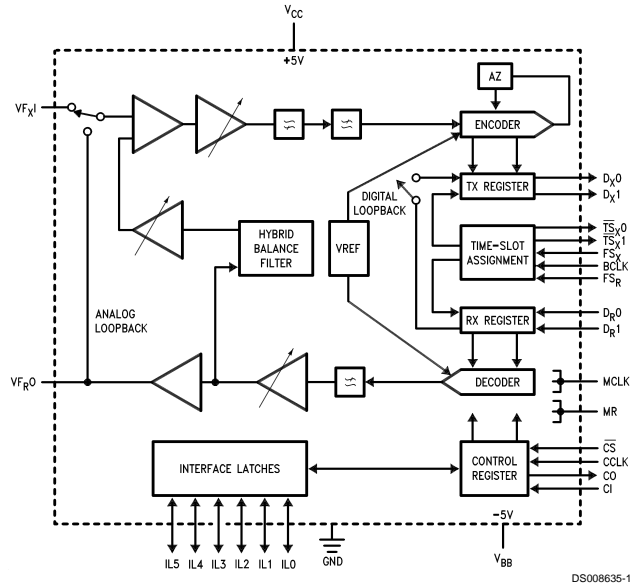 VCC
+5V
AZ
VFXI
ENCODER
DX0
TX REGISTER
DX1
DIGITAL
LOOPBACK
TSX0
TSX1
HYBRID
BALANCE
FILTER
VREF
TIME-SLOT
ASSIGNMENT
FSX
BCLK
FSR
ANALOG
LOOPBACK
DR0
RX REGISTER
DR1
VFRO
DECODER
MCLK
MR
INTERFACE LATCHES
CONTROL
REGISTER
CS
CCLK
CO
CI
-5V
IL5 IL4 IL3 IL2 IL1 IL0
GND
VBB
DS008635-1